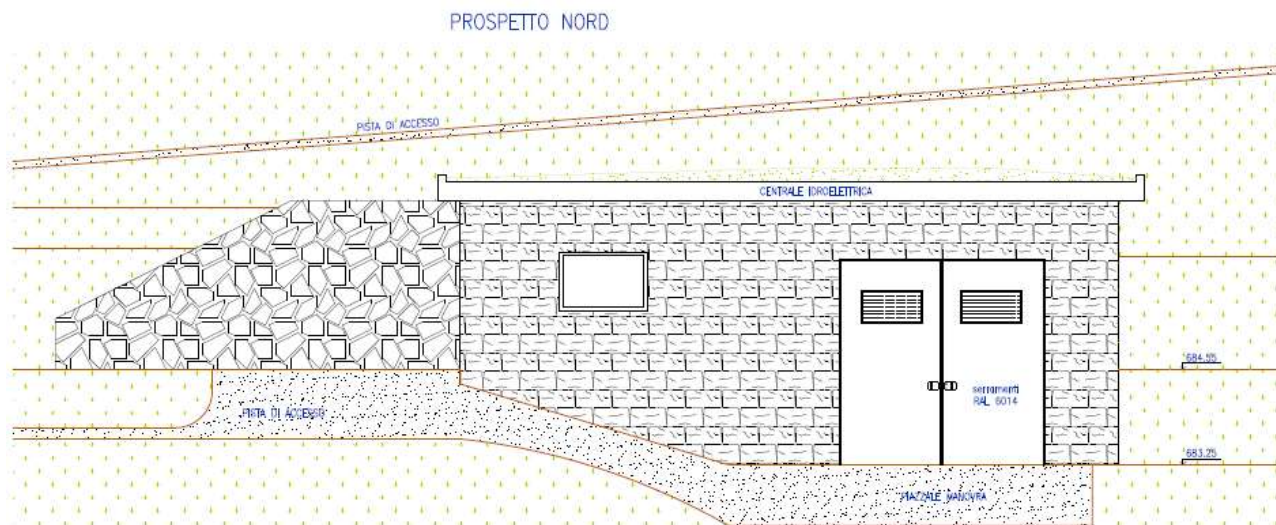 PROSPETTO NORD
PISTA DI ACCESSO
CENTRALE IDROELETTRICA
684.55
serramenti
RAL 6014
PISTA DI ACCESSO
683.25
PIAZZALE MANOVRA